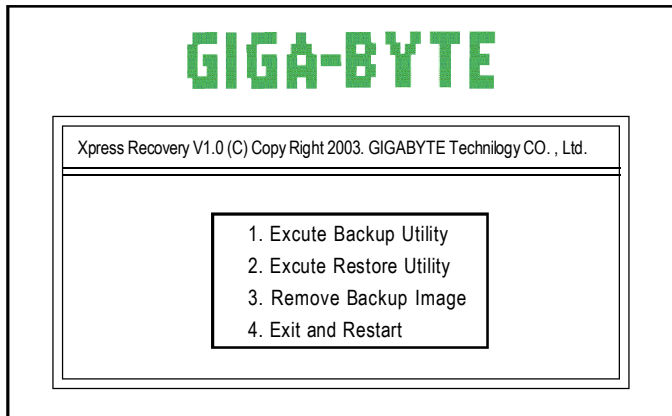 GIGA-BYTE
Xpress Recovery V1.0 (C) Copy Right 2003. GIGABYTE Technilogy CO. , Ltd.
1. Excute Backup Utility
2. Excute Restore Utility
3. Remove Backup Image
4. Exit and Restart